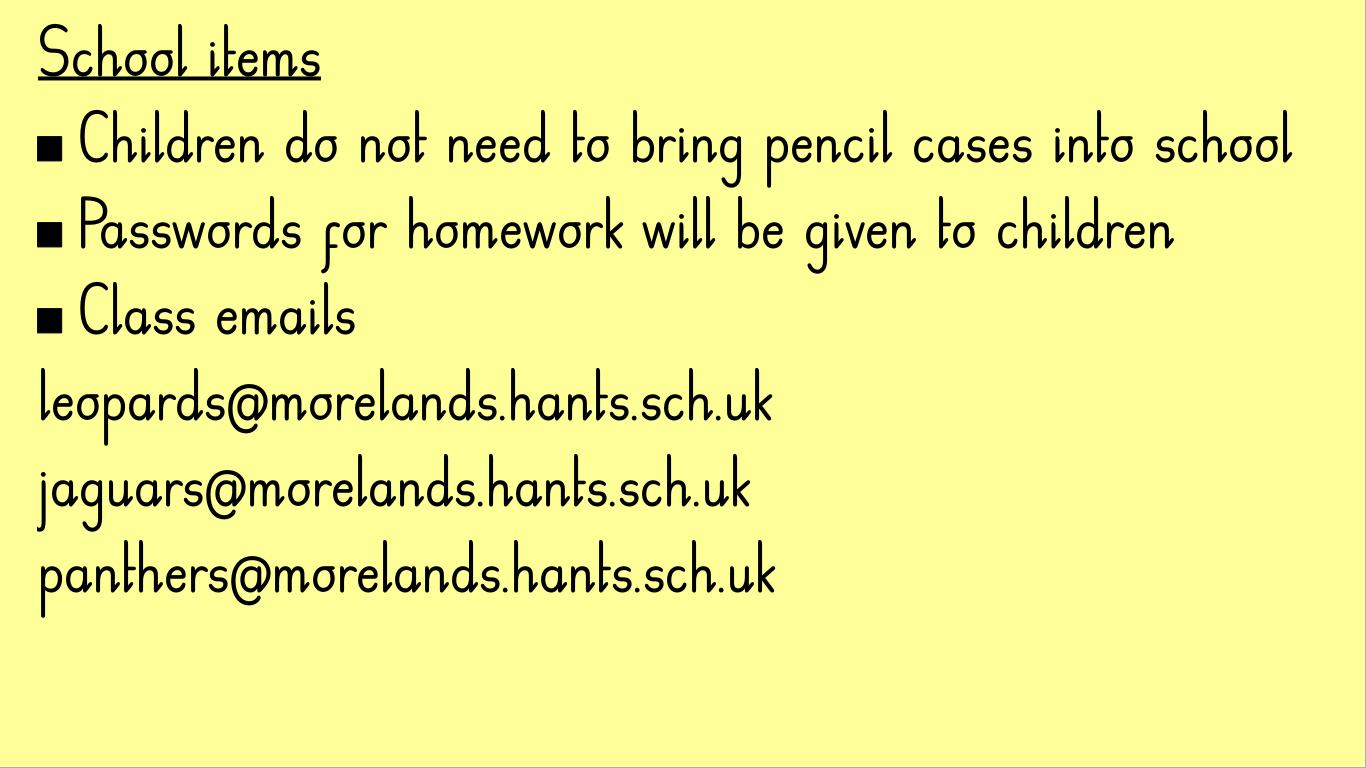 School items
▪ Children do not need to bring pencil cases into school
▪ Passwords for homework will be given to children
▪ Class emails
leopards@morelands.hants.sch.uk
jaguars@morelands.hants.sch.uk
panthers@morelands.hants.sch.uk